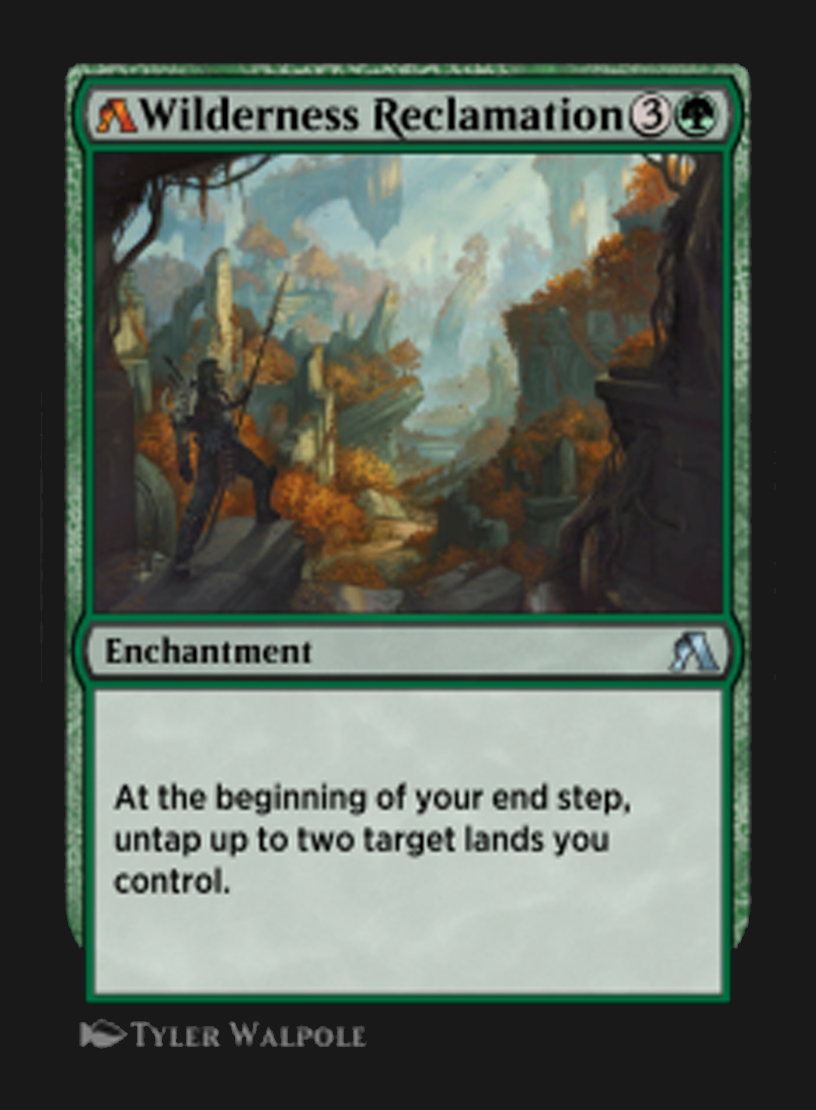 Wilderness Reclamation 3
Enchantment
At the beginning of your end step,
untap up to two target lands you
control.
Tyler Walpole